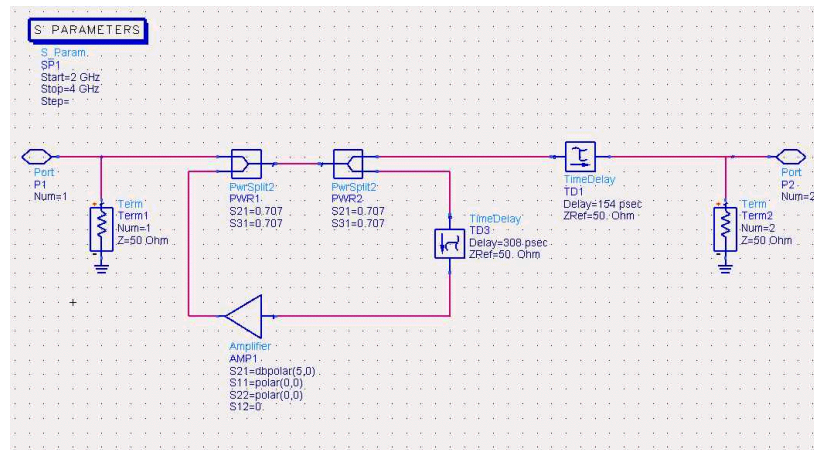 S PARAMETERS
S_Param
SP1
Start=2 GHz
Stop=4 GHz
Step=
Port
P1
Num=1
Term
Term1
Num=1
Z=50 Ohm
PwrSplit2
PWR1
S21=0.707
S31=0.707
PwrSplit2
PWR2
S21=0.707
S31=0.707
TimeDelay
TD3
Delay=308 psec
ZRef=50. Ohm
TimeDelay
TD1
Delay=154 psec
ZRef=50. Ohm
Term
Term2
Num=2
Z=50 Ohm
Port
P2
Num=2
Amplifier
AMP1
S21=dbpolar(5,0)
S11=polar(0,0)
S22=polar(0,0)
S12=0